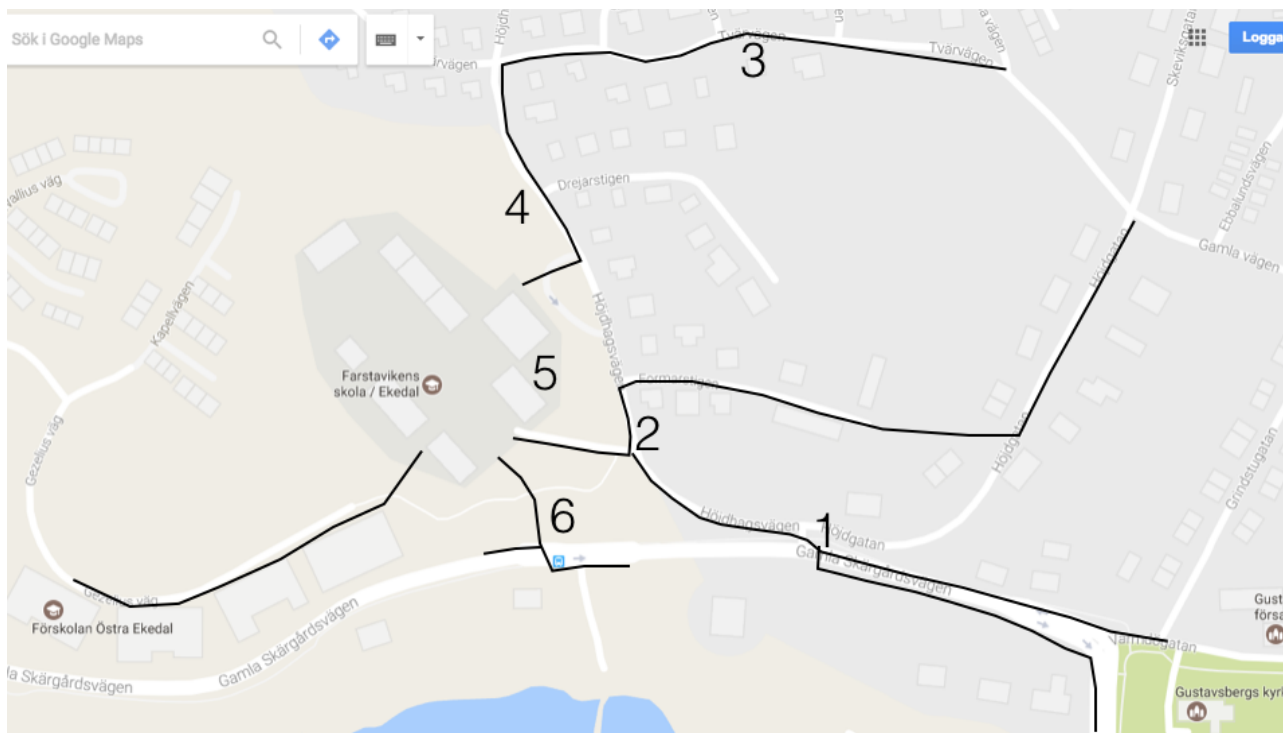 Sök i Google Maps
Höjdh
Logga
Tvärvägen
Tvärvägen
3
Tvärvägen
rvägen
Skeviksgatan
Drejarstigen
4
allius väg
Ebbalundsvägen
Gamla vägen
Kapellvägen
Höjdhagsvägen
Höjdgatan
5
Farstavikens
skola / Ekedal
Formarstigen
2
Gezelius väg
Höjdgatan
Grindstugatan
6
Höjdhagsvägen
1
Höjdgatan
Gamla Skärgårdsvägen
Gezelius väg
Förskolan Östra Ekedal
Gust
försa
Värmdögatan
Gamla Skärgårdsvägen
la Skärgårdsvägen
Gustavsbergs kyrk